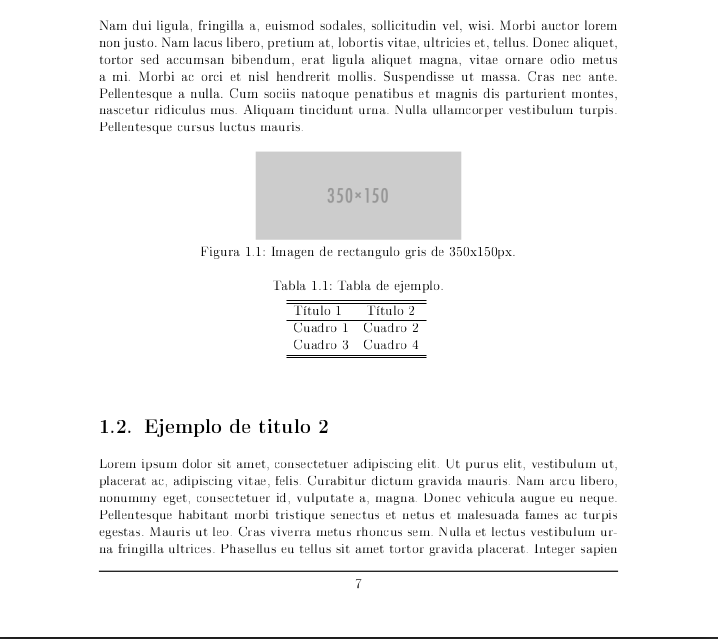 Nam dui ligula, fringilla a, euismod sodales, sollicitudin vel, wisi. Morbi auctor lorem
non justo. Nam lacus libero, pretium at, lobortis vitae, ultricies et, tellus. Donec aliquet,
tortor sed accumsan bibendum, erat ligula aliquet magna, vitae ornare odio metus
a mi. Morbi ac orci et nisl hendrerit mollis. Suspendisse ut massa. Cras nec ante.
Pellentesque a nulla. Cum sociis natoque penatibus et magnis dis parturient montes,
nascetur ridiculus mus. Aliquam tincidunt urna. Nulla ullamcorper vestibulum turpis.
Pellentesque cursus luctus mauris.
350×150
Figura 1.1: Imagen de rectangulo gris de 350x150px.
Tabla 1.1: Tabla de ejemplo.
Título 1 Título 2
Cuadro 1 Cuadro 2
Cuadro 3 Cuadro 4
1.2. Ejemplo de titulo 2
Lorem ipsum dolor sit amet, consectetuer adipiscing elit. Ut purus elit, vestibulum ut,
placerat ac, adipiscing vitae, felis. Curabitur dictum gravida mauris. Nam arcu libero,
nonummy eget, consectetuer id, vulputate a, magna. Donec vehicula augue eu neque.
Pellentesque habitant morbi tristique senectus et netus et malesuada fames ac turpis
egestas. Mauris ut leo. Cras viverra metus rhoncus sem. Nulla et lectus vestibulum ur-
na fringilla ultrices. Phasellus eu tellus sit amet tortor gravida placerat. Integer sapien
7